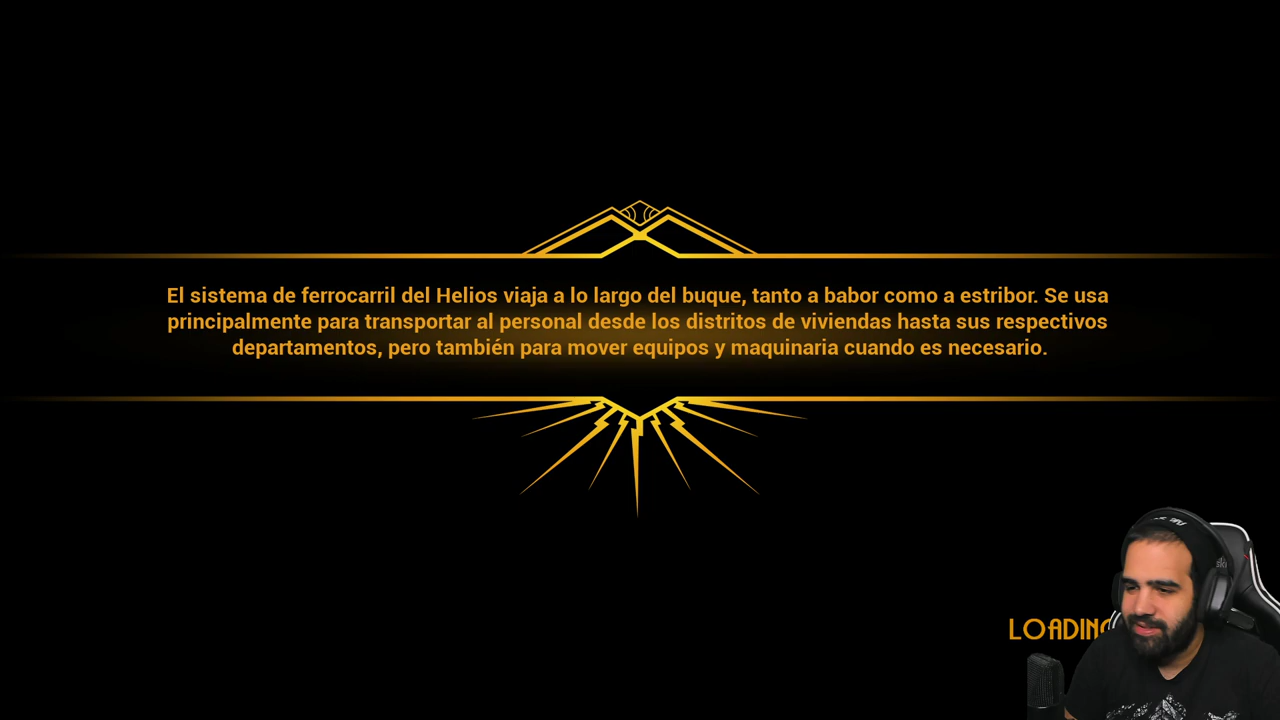 El sistema de ferrocarril del Helios viaja a lo largo del buque, tanto a babor como a estribor. Se usa
principalmente para transportar al personal desde los distritos de viviendas hasta sus respectivos
departamentos, pero también para mover equipos y maquinaria cuando es necesario.
LOADING